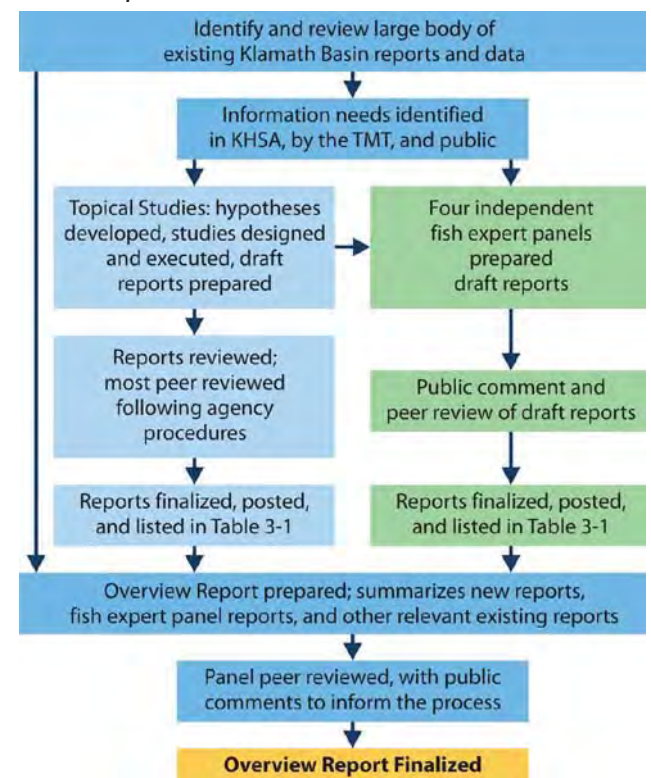 Identify and review large body of
existing Klamath Basin reports and data
Information needs identified
in KHSA, by the TMT, and public
Topical Studies: hypotheses
developed, studies designed
and executed, draft
reports prepared
Four independent
fish expert panels
prepared
draft reports
Reports reviewed;
most peer reviewed
following agency
procedures
Public comment and
peer review of draft reports
Reports finalized, posted,
and listed in Table 3-1
Reports finalized, posted,
and listed in Table 3-1
Overview Report prepared; summarizes new reports,
fish expert panel reports, and other relevant existing reports
Panel peer reviewed, with public
comments to inform the process
Overview Report Finalized